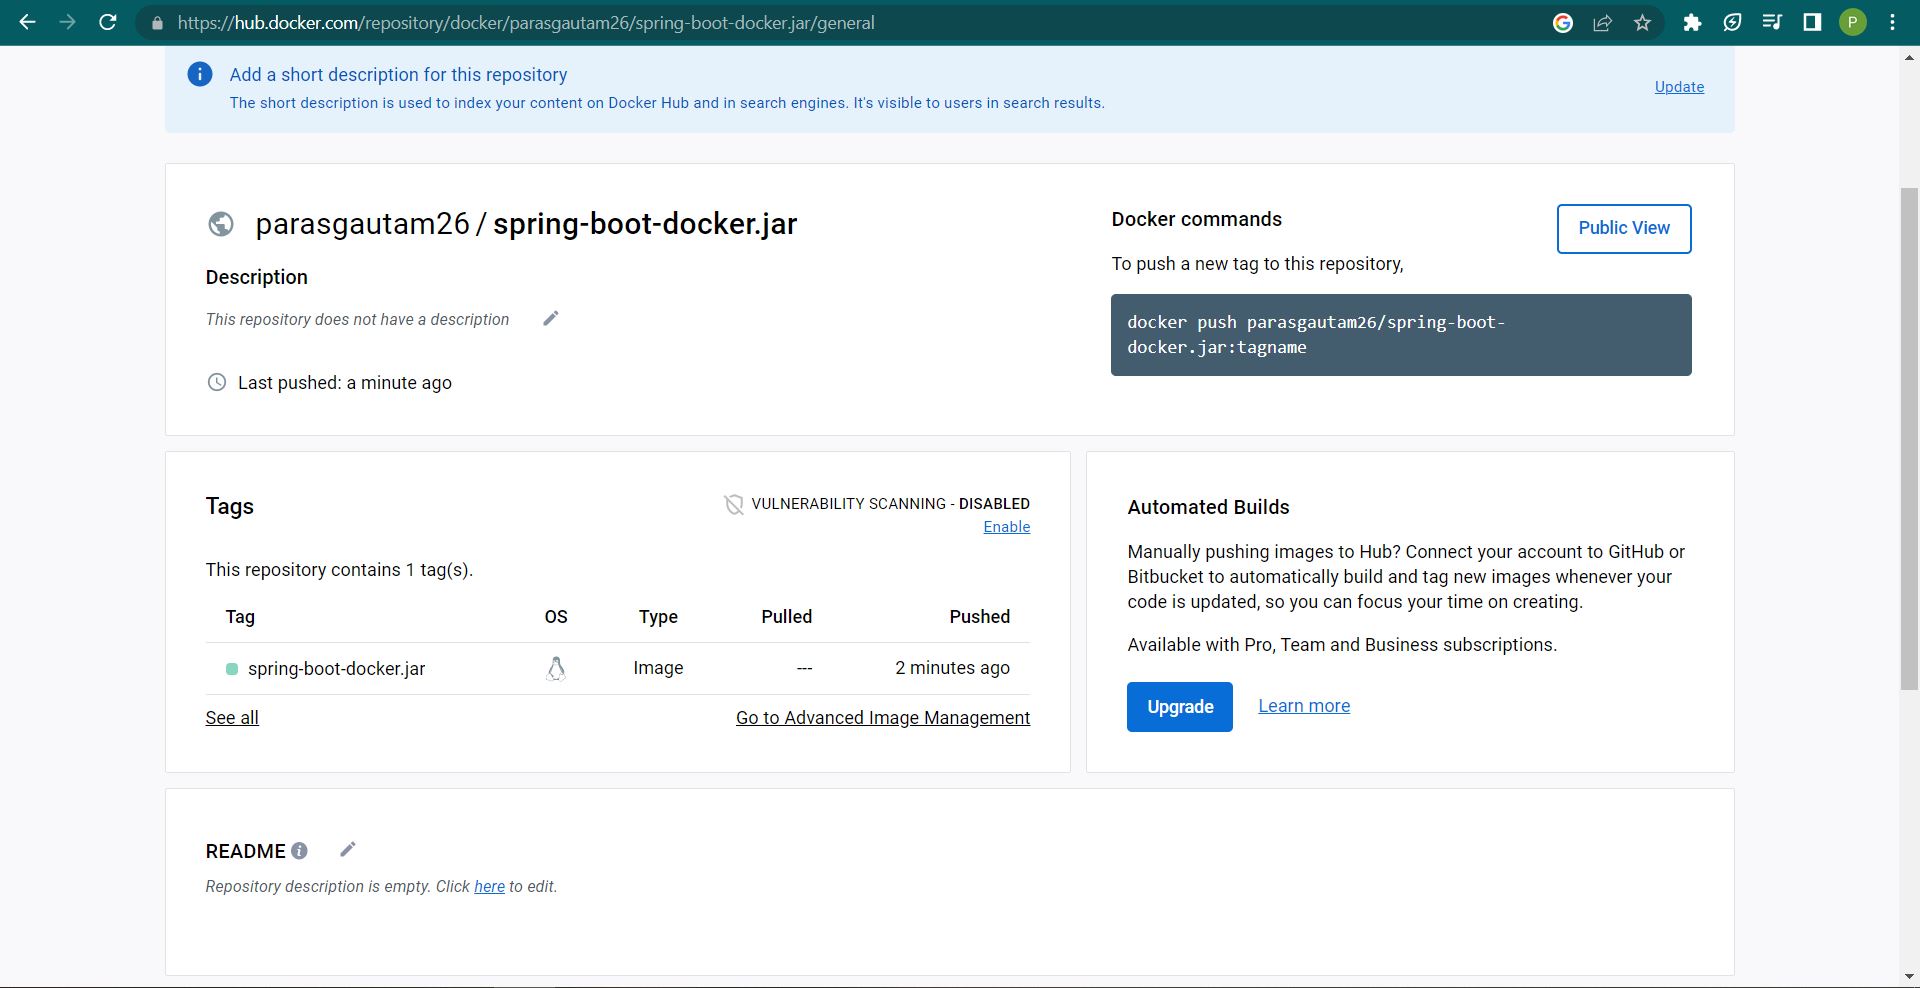 https://hub.docker.com/repository/docker/parasgautam26/spring-boot-docker.jar/general
P
Add a short description for this repository
The short description is used to index your content on Docker Hub and in search engines. It's visible to users in search results.
Update
parasgautam26 / spring-boot-docker.jar
Description
This repository does not have a description
Last pushed: a minute ago
Docker commands
Public View
To push a new tag to this repository,
docker push parasgautam26/spring-boot-
docker.jar:tagname
Tags
VULNERABILITY SCANNING - DISABLED
Enable
This repository contains 1 tag(s).
Tag OS Type Pulled Pushed
spring-boot-docker.jar Image --- 2 minutes ago
See all
Go to Advanced Image Management
Automated Builds
Manually pushing images to Hub? Connect your account to GitHub or
Bitbucket to automatically build and tag new images whenever your
code is updated, so you can focus your time on creating.
Available with Pro, Team and Business subscriptions.
Upgrade
Learn more
README
Repository description is empty. Click here to edit.